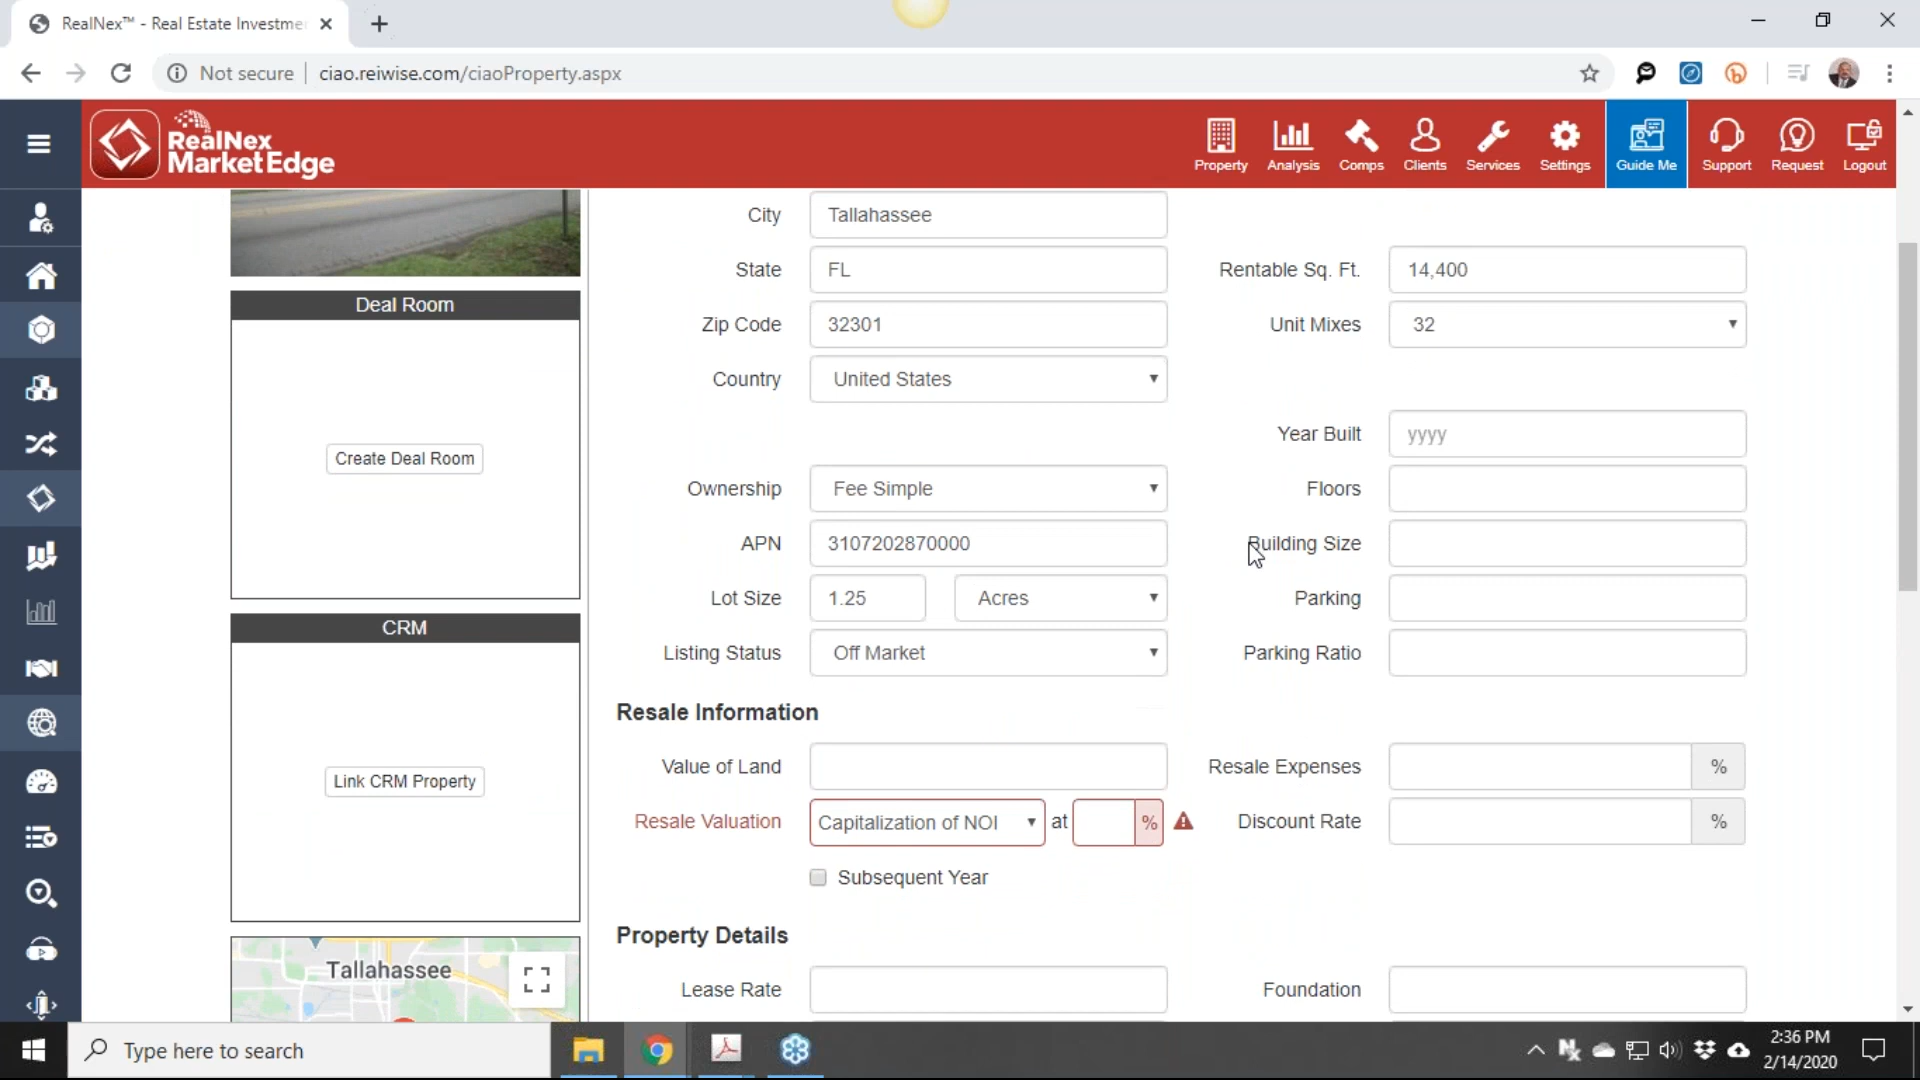 RealNex™ - Real Estate Investme
Not secure
ciao.reiwise.com/ciaoProperty.aspx
RealNex
MarketEdge
Property
Analysis
Comps
Clients
Services
Settings
Guide Me
Support
Request
Logout
City
Tallahassee
State
FL
Rentable Sq. Ft.
14,400
Zip Code
32301
Unit Mixes
32
Country
United States
Year Built
yyyy
Ownership
Fee Simple
Floors
APN
3107202870000
Building Size
Lot Size
1.25
Acres
Parking
Listing Status
Off Market
Parking Ratio
Resale Information
Value of Land
Resale Expenses
%
Resale Valuation
Capitalization of NOI
at
%
Discount Rate
%
Subsequent Year
Property Details
Lease Rate
Foundation
Deal Room
Create Deal Room
CRM
Link CRM Property
Tallahassee
Type here to search
2:36 PM
2/14/2020